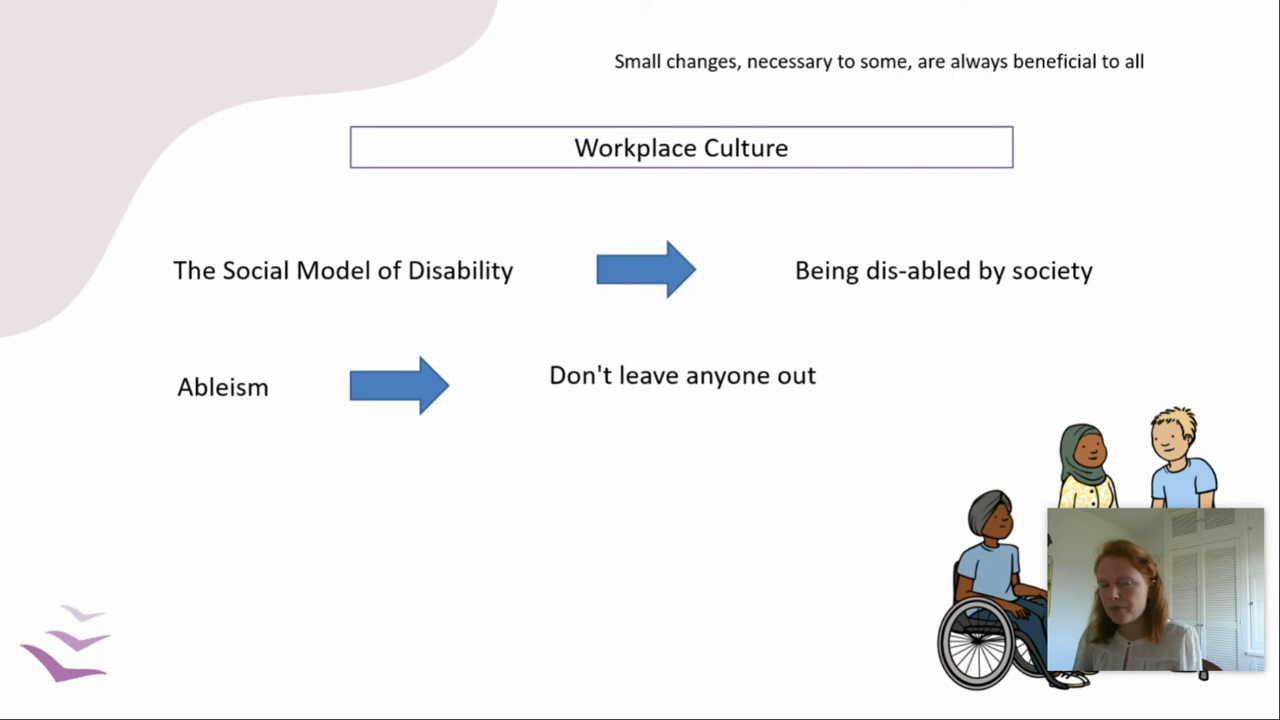 Small changes, necessary to some, are always beneficial to all
Workplace Culture
The Social Model of Disability
Being dis-abled by society
Ableism
Don't leave anyone out